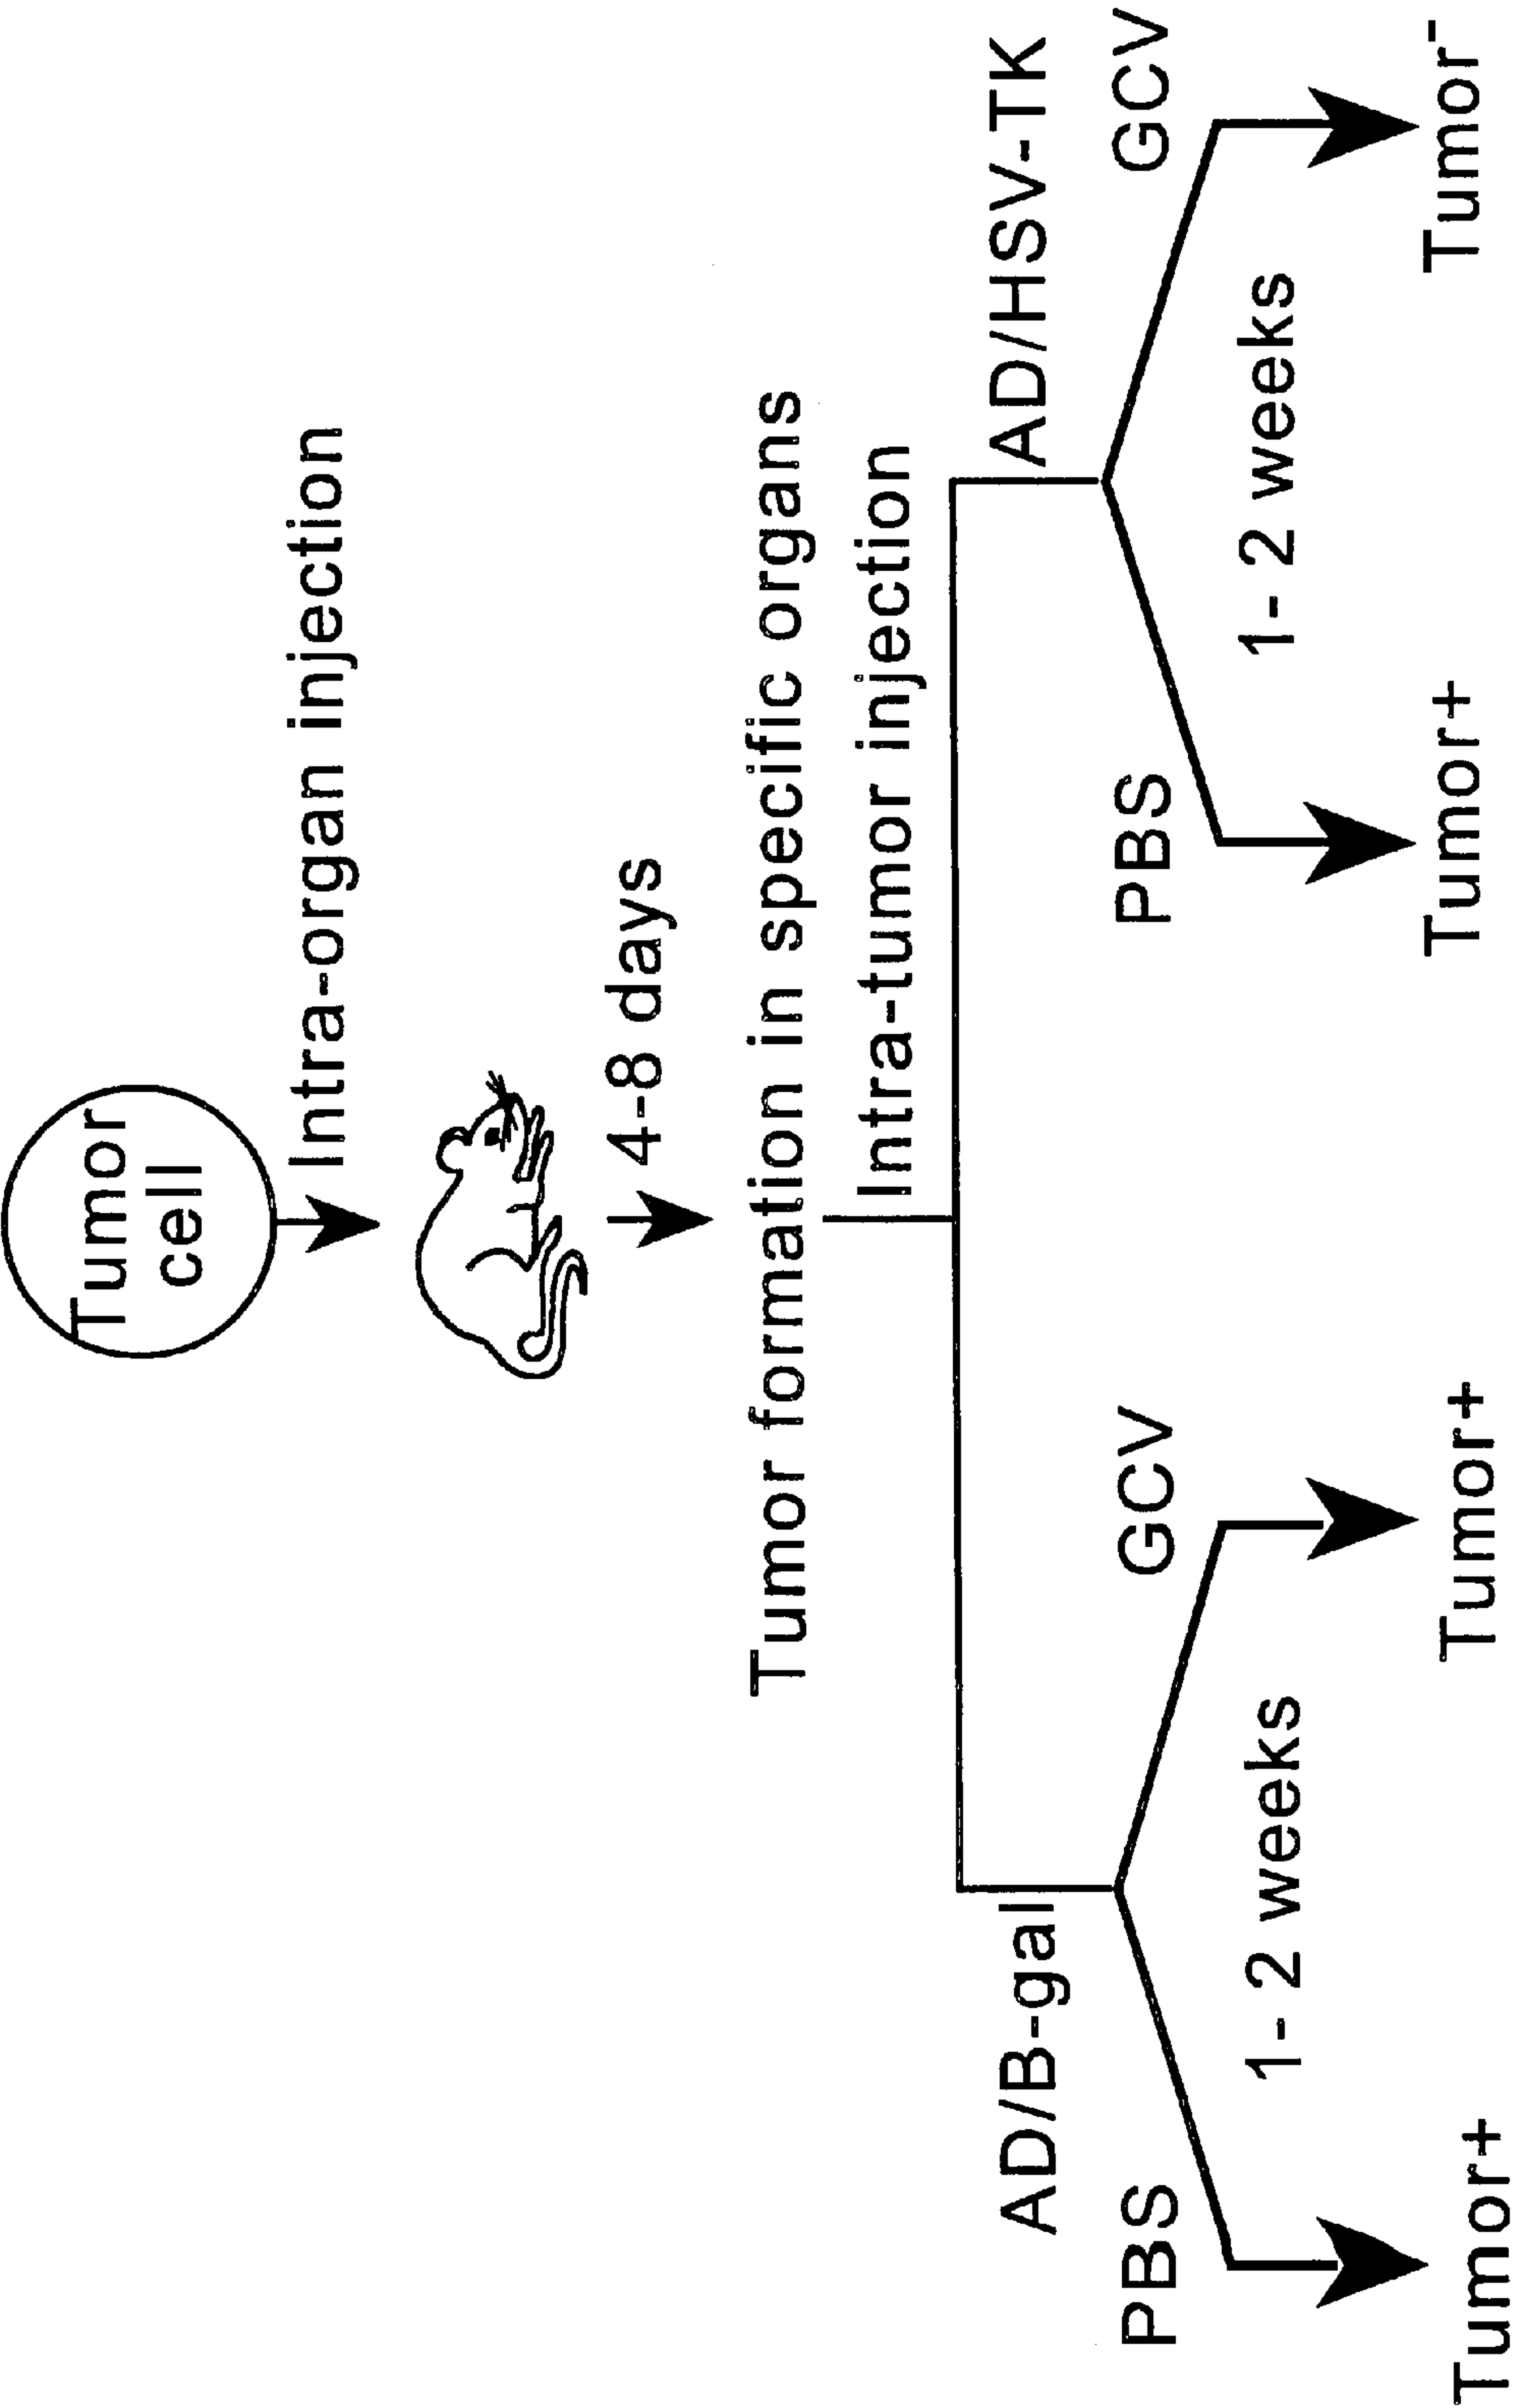 Tumor
cell
Intra-organ injection
4-8 days
Tumor formation in specific organs
Intra-tumor injection
AD/B-gal
AD/HSV-TK
PBS
GCV
PBS
GCV
1- 2 weeks
1- 2 weeks
Tumor+
Tumor+
Tumor+
Tumor-